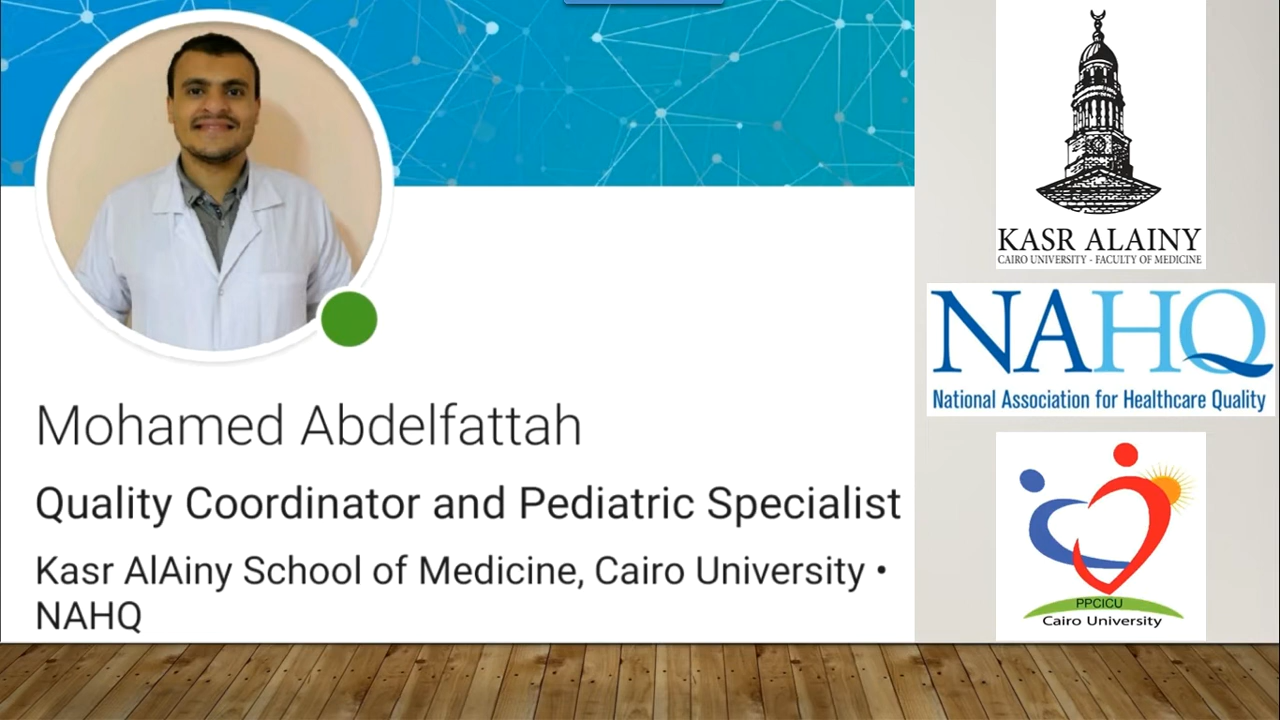 Mohamed Abdelfattah
Quality Coordinator and Pediatric Specialist
Kasr AlAiny School of Medicine, Cairo University •
NAHQ
KASR ALAINY
CAIRO UNIVERSITY - FACULTY OF MEDICINE
NAHQ
National Association for Healthcare Quality
PPCICU
Cairo University